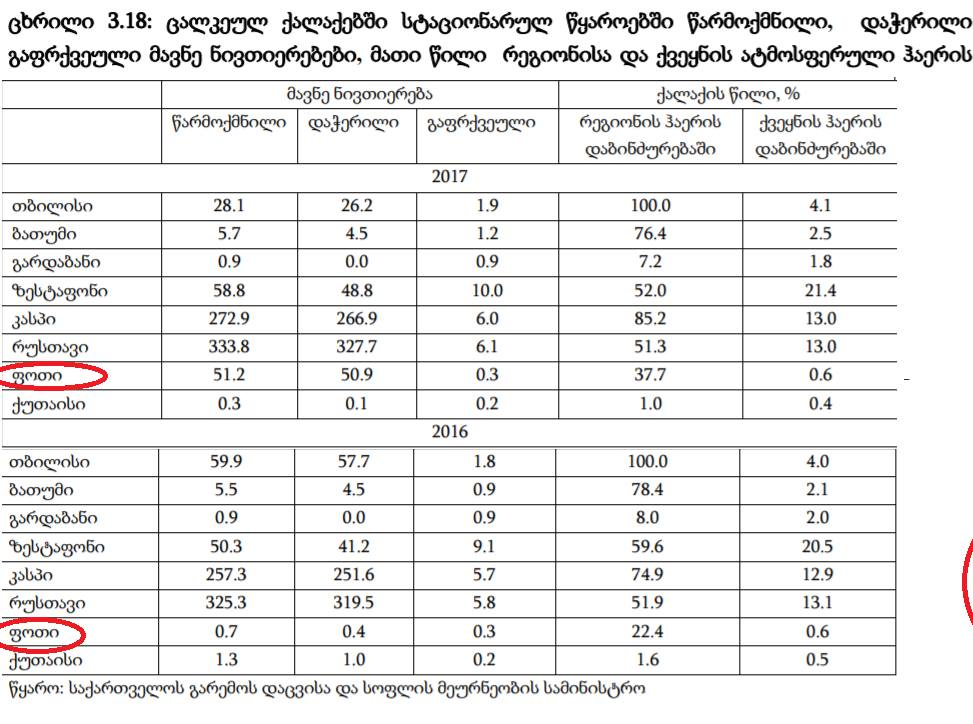 ცხრილი 3.18: ცალკეულ ქალაქებში სტაციონარულ წყაროებში წარმოქმნილი, დაჭერილი
გაფრქვეული მავნე ნივთიერებები, მათი წილი რეგიონისა და ქვეყნის ატმოსფერული ჰაერის
მავნე ნივთიერება ქალაქის წილი, %
წარმოქმნილი დაჭერილი გაფრქვეული რეგიონის ჰაერის ქვეყნის ჰაერის
დაბინძურებაში დაბინძურებაში
2017
თბილისი 28.1 26.2 1.9 100.0 4.1
ბათუმი 5.7 4.5 1.2 76.4 2.5
გარდაბანი 0.9 0.0 0.9 7.2 1.8
ზესტაფონი 58.8 48.8 10.0 52.0 21.4
კასპი 272.9 266.9 6.0 85.2 13.0
რუსთავი 333.8 327.7 6.1 51.3 13.0
ფოთი 51.2 50.9 0.3 37.7 0.6
ქუთაისი 0.3 0.1 0.2 1.0 0.4
2016
თბილისი 59.9 57.7 1.8 100.0 4.0
ბათუმი 5.5 4.5 0.9 78.4 2.1
გარდაბანი 0.9 0.0 0.9 8.0 2.0
ზესტაფონი 50.3 41.2 9.1 59.6 20.5
კასპი 257.3 251.6 5.7 74.9 12.9
რუსთავი 325.3 319.5 5.8 51.9 13.1
ფოთი 0.7 0.4 0.3 22.4 0.6
ქუთაისი 1.3 1.0 0.2 1.6 0.5
წყარო: საქართველოს გარემოს დაცვისა და სოფლის მეურნეობის სამინისტრო